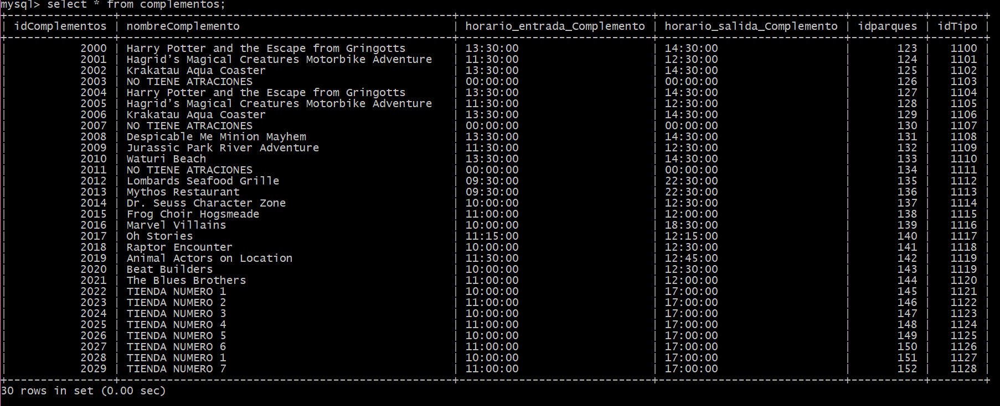 mysql> select * from complementos;
+----------------+--------------------------------------------------+-----------------------------+----------------------------+-----------+--------+
| idComplementos | nombreComplemento                                | horario_entrada_Complemento | horario_salida_Complemento | idparques | idTipo |
+----------------+--------------------------------------------------+-----------------------------+----------------------------+-----------+--------+
| 2000 | Harry Potter and the Escape from Gringotts | 13:30:00 | 14:30:00 | 123 | 1100 |
| 2001 | Hagrid’s Magical Creatures Motorbike Adventure | 11:30:00 | 12:30:00 | 124 | 1101 |
| 2002 | Krakatau Aqua Coaster | 13:30:00 | 14:30:00 | 125 | 1102 |
| 2003 | NO TIENE ATRACIONES | 00:00:00 | 00:00:00 | 126 | 1103 |
| 2004 | Harry Potter and the Escape from Gringotts | 13:30:00 | 14:30:00 | 127 | 1104 |
| 2005 | Hagrid’s Magical Creatures Motorbike Adventure | 11:30:00 | 12:30:00 | 128 | 1105 |
| 2006 | Krakatau Aqua Coaster | 13:30:00 | 14:30:00 | 129 | 1106 |
| 2007 | NO TIENE ATRACIONES | 00:00:00 | 00:00:00 | 130 | 1107 |
| 2008 | Despicable Me Minion Mayhem | 13:30:00 | 14:30:00 | 131 | 1108 |
| 2009 | Jurassic Park River Adventure | 11:30:00 | 12:30:00 | 132 | 1109 |
| 2010 | Waturi Beach | 13:30:00 | 14:30:00 | 133 | 1110 |
| 2011 | NO TIENE ATRACIONES | 00:00:00 | 00:00:00 | 134 | 1111 |
| 2012 | Lombards Seafood Grille | 09:30:00 | 22:30:00 | 135 | 1112 |
| 2013 | Mythos Restaurant | 09:30:00 | 22:30:00 | 136 | 1113 |
| 2014 | Dr. Seuss Character Zone | 10:00:00 | 12:30:00 | 137 | 1114 |
| 2015 | Frog Choir Hogsmeade | 11:00:00 | 12:00:00 | 138 | 1115 |
| 2016 | Marvel Villains | 10:00:00 | 18:30:00 | 139 | 1116 |
| 2017 | Oh Stories | 11:15:00 | 12:15:00 | 140 | 1117 |
| 2018 | Raptor Encounter | 10:00:00 | 12:30:00 | 141 | 1118 |
| 2019 | Animal Actors on Location | 11:30:00 | 12:45:00 | 142 | 1119 |
| 2020 | Beat Builders | 10:00:00 | 12:30:00 | 143 | 1119 |
| 2021 | The Blues Brothers | 11:00:00 | 12:00:00 | 144 | 1120 |
| 2022 | TIENDA NUMERO 1 | 10:00:00 | 17:00:00 | 145 | 1121 |
| 2023 | TIENDA NUMERO 2 | 11:00:00 | 17:00:00 | 146 | 1122 |
| 2024 | TIENDA NUMERO 3 | 10:00:00 | 17:00:00 | 147 | 1123 |
| 2025 | TIENDA NUMERO 4 | 11:00:00 | 17:00:00 | 148 | 1124 |
| 2026 | TIENDA NUMERO 5 | 10:00:00 | 17:00:00 | 149 | 1125 |
| 2027 | TIENDA NUMERO 6 | 11:00:00 | 17:00:00 | 150 | 1126 |
| 2028 | TIENDA NUMERO 1 | 10:00:00 | 17:00:00 | 151 | 1127 |
| 2029 | TIENDA NUMERO 7 | 11:00:00 | 17:00:00 | 152 | 1128 |
+----------------+--------------------------------------------------+-----------------------------+----------------------------+-----------+--------+
30 rows in set (0.00 sec)